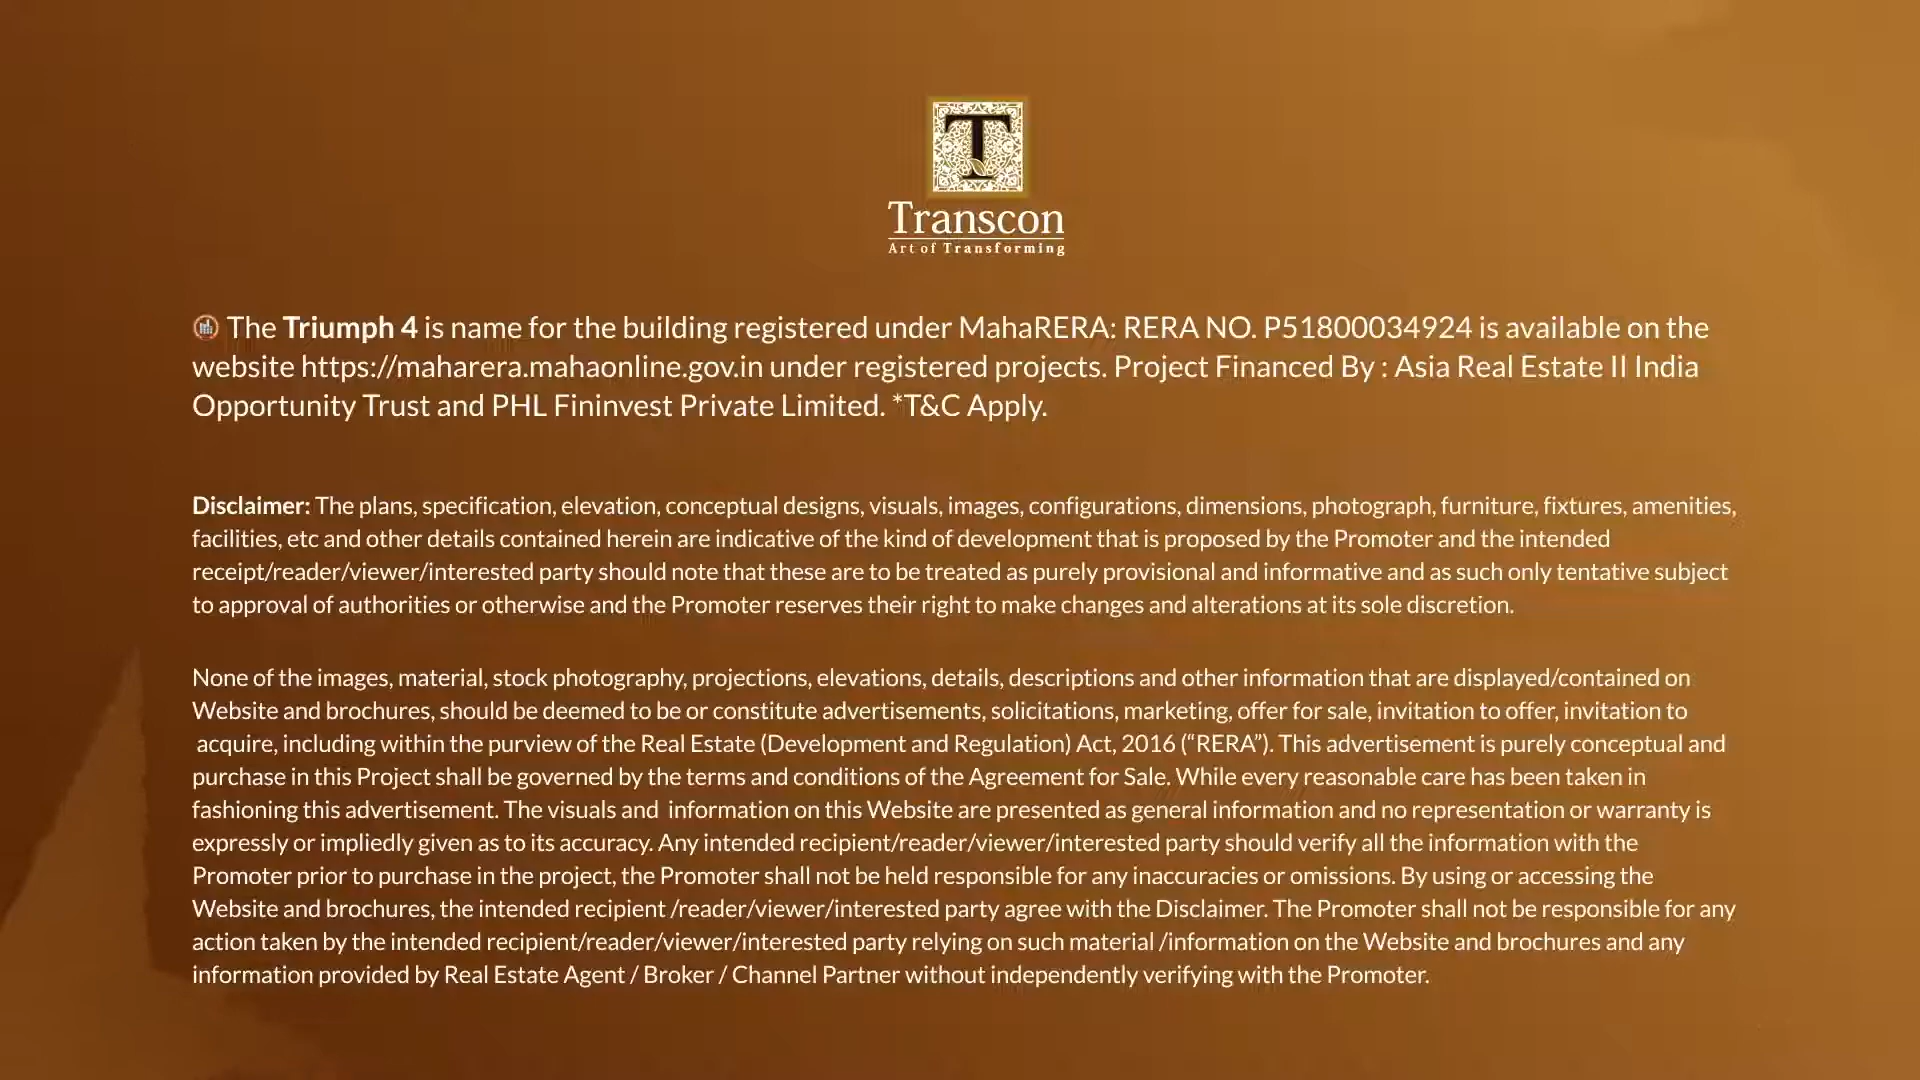 T
Transcon
Art of Transforming
The Triumph 4 is name for the building registered under MahaRERA: RERA NO. P51800034924 is available on the
website https://maharera.mahaonline.gov.in under registered projects. Project Financed By : Asia Real Estate II India
Opportunity Trust and PHL Fininvest Private Limited. *T&C Apply.
Disclaimer: The plans, specification, elevation, conceptual designs, visuals, images, configurations, dimensions, photograph, furniture, fixtures, amenities,
facilities, etc and other details contained herein are indicative of the kind of development that is proposed by the Promoter and the intended
receipt/reader/viewer/interested party should note that these are to be treated as purely provisional and informative and as such only tentative subject
to approval of authorities or otherwise and the Promoter reserves their right to make changes and alterations at its sole discretion.
None of the images, material, stock photography, projections, elevations, details, descriptions and other information that are displayed/contained on
Website and brochures, should be deemed to be or constitute advertisements, solicitations, marketing, offer for sale, invitation to offer, invitation to
acquire, including within the purview of the Real Estate (Development and Regulation) Act, 2016 (“RERA”). This advertisement is purely conceptual and
purchase in this Project shall be governed by the terms and conditions of the Agreement for Sale. While every reasonable care has been taken in
fashioning this advertisement. The visuals and information on this Website are presented as general information and no representation or warranty is
expressly or impliedly given as to its accuracy. Any intended recipient/reader/viewer/interested party should verify all the information with the
Promoter prior to purchase in the project, the Promoter shall not be held responsible for any inaccuracies or omissions. By using or accessing the
Website and brochures, the intended recipient /reader/viewer/interested party agree with the Disclaimer. The Promoter shall not be responsible for any
action taken by the intended recipient/reader/viewer/interested party relying on such material /information on the Website and brochures and any
information provided by Real Estate Agent / Broker / Channel Partner without independently verifying with the Promoter.